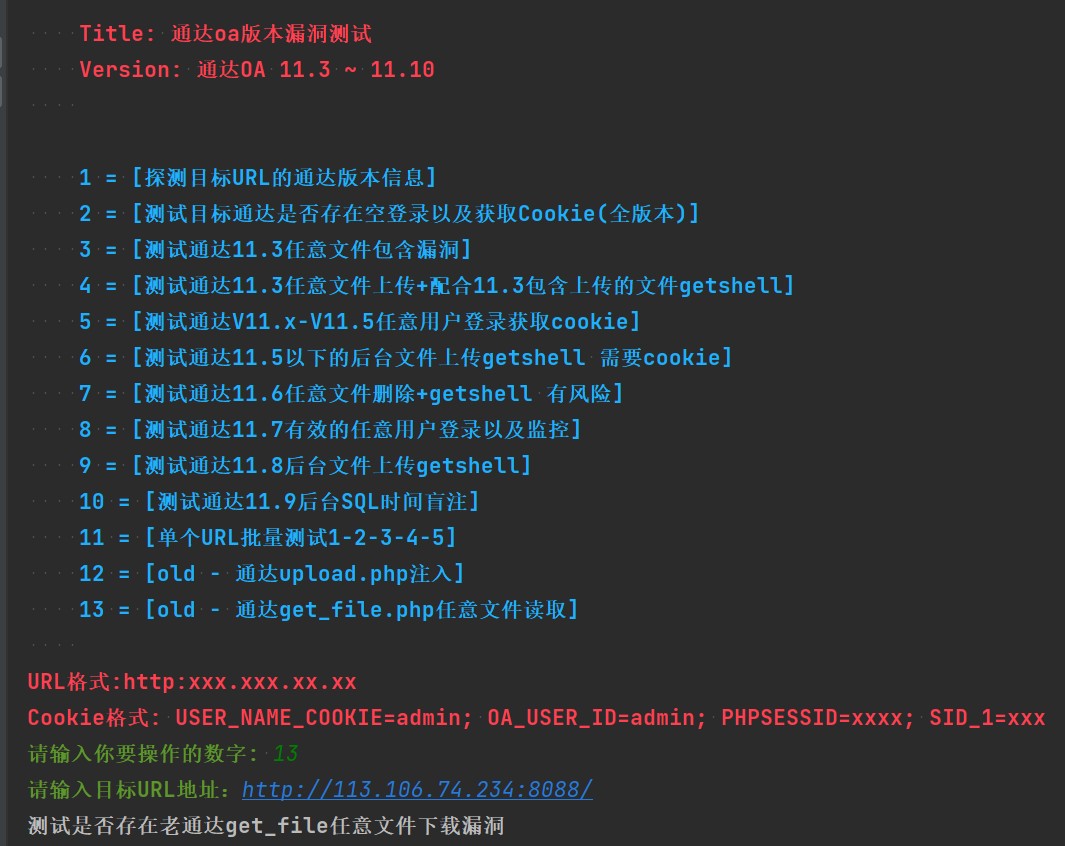 Title: 通达oa版本漏洞测试
Version: 通达OA 11.3 ~ 11.10
1 = [探测目标URL的通达版本信息]
2 = [测试目标通达是否存在空登录以及获取Cookie(全版本)]
3 = [测试通达11.3任意文件包含漏洞]
4 = [测试通达11.3任意文件上传+配合11.3包含上传的文件getshell]
5 = [测试通达V11.x-V11.5任意用户登录获取cookie]
6 = [测试通达11.5以下的后台文件上传getshell 需要cookie]
7 = [测试通达11.6任意文件删除+getshell 有风险]
8 = [测试通达11.7有效的任意用户登录以及监控]
9 = [测试通达11.8后台文件上传getshell]
10 = [测试通达11.9后台SQL时间盲注]
11 = [单个URL批量测试1-2-3-4-5]
12 = [old - 通达upload.php注入]
13 = [old - 通达get_file.php任意文件读取]
URL格式:http:xxx.xxx.xx.xx
Cookie格式: USER_NAME_COOKIE=admin; OA_USER_ID=admin; PHPSESSID=xxxx; SID_1=xxx
请输入你要操作的数字: 13
请输入目标URL地址: http://113.106.74.234:8088/
测试是否存在老通达get_file任意文件下载漏洞